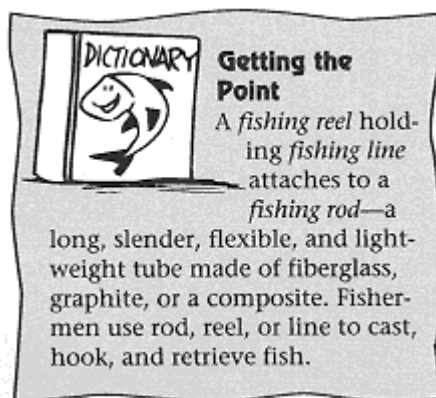 DICTIONARY
Getting the
Point
A fishing reel hold-
ing fishing line
attaches to a
fishing rod—a
long, slender, flexible, and light-
weight tube made of fiberglass,
graphite, or a composite. Fisher-
men use rod, reel, or line to cast,
hook, and retrieve fish.